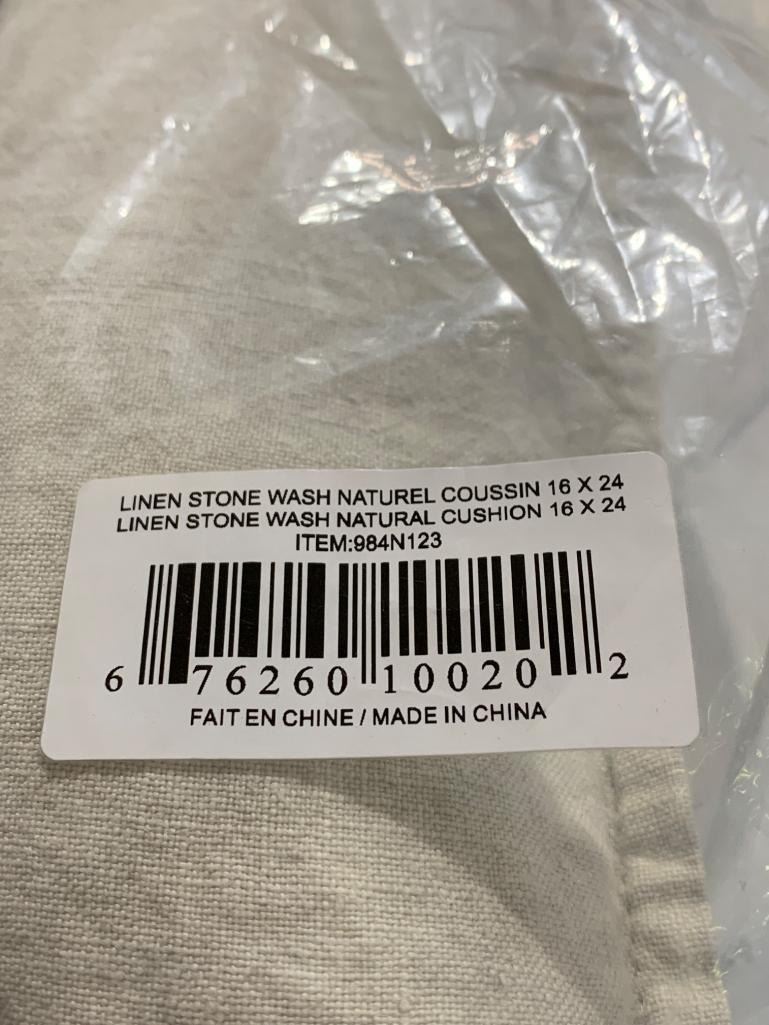 LINEN STONE WASH NATUREL COUSSIN 16 X 24
LINEN STONE WASH NATURAL CUSHION 16 X 24
ITEM:984N123
6 76260 10020 2
FAIT EN CHINE / MADE IN CHINA